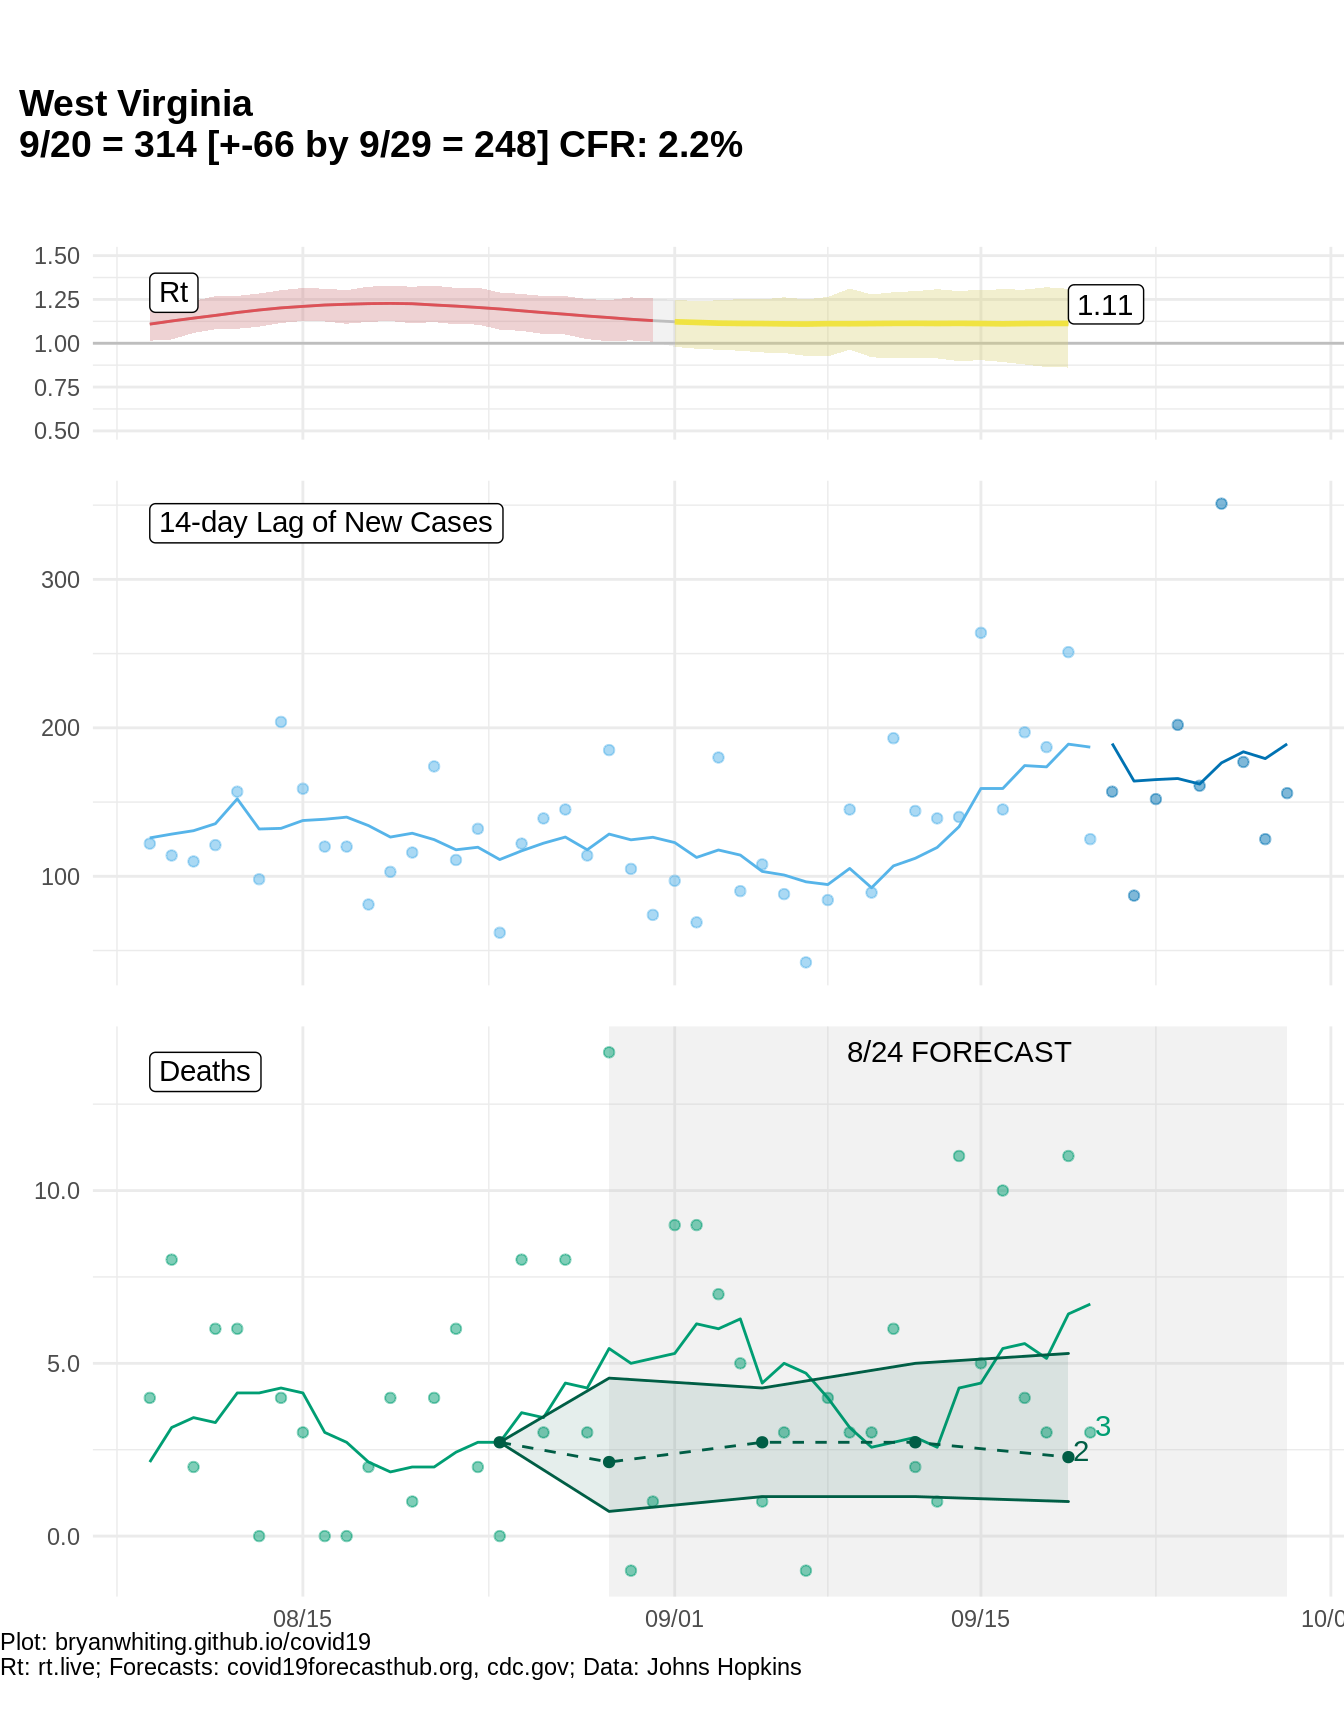 West Virginia
9/20 = 314 [+-66 by 9/29 = 248] CFR: 2.2%
1.50
1.25
1.00
0.75
0.50
Rt
1.11
14-day Lag of New Cases
300
200
100
Deaths
8/24 FORECAST
10.0
5.0
0.0
3
2
08/15
09/01
09/15
10/0
Plot: bryanwhiting.github.io/covid19
Rt: rt.live; Forecasts: covid19forecasthub.org, cdc.gov; Data: Johns Hopkins